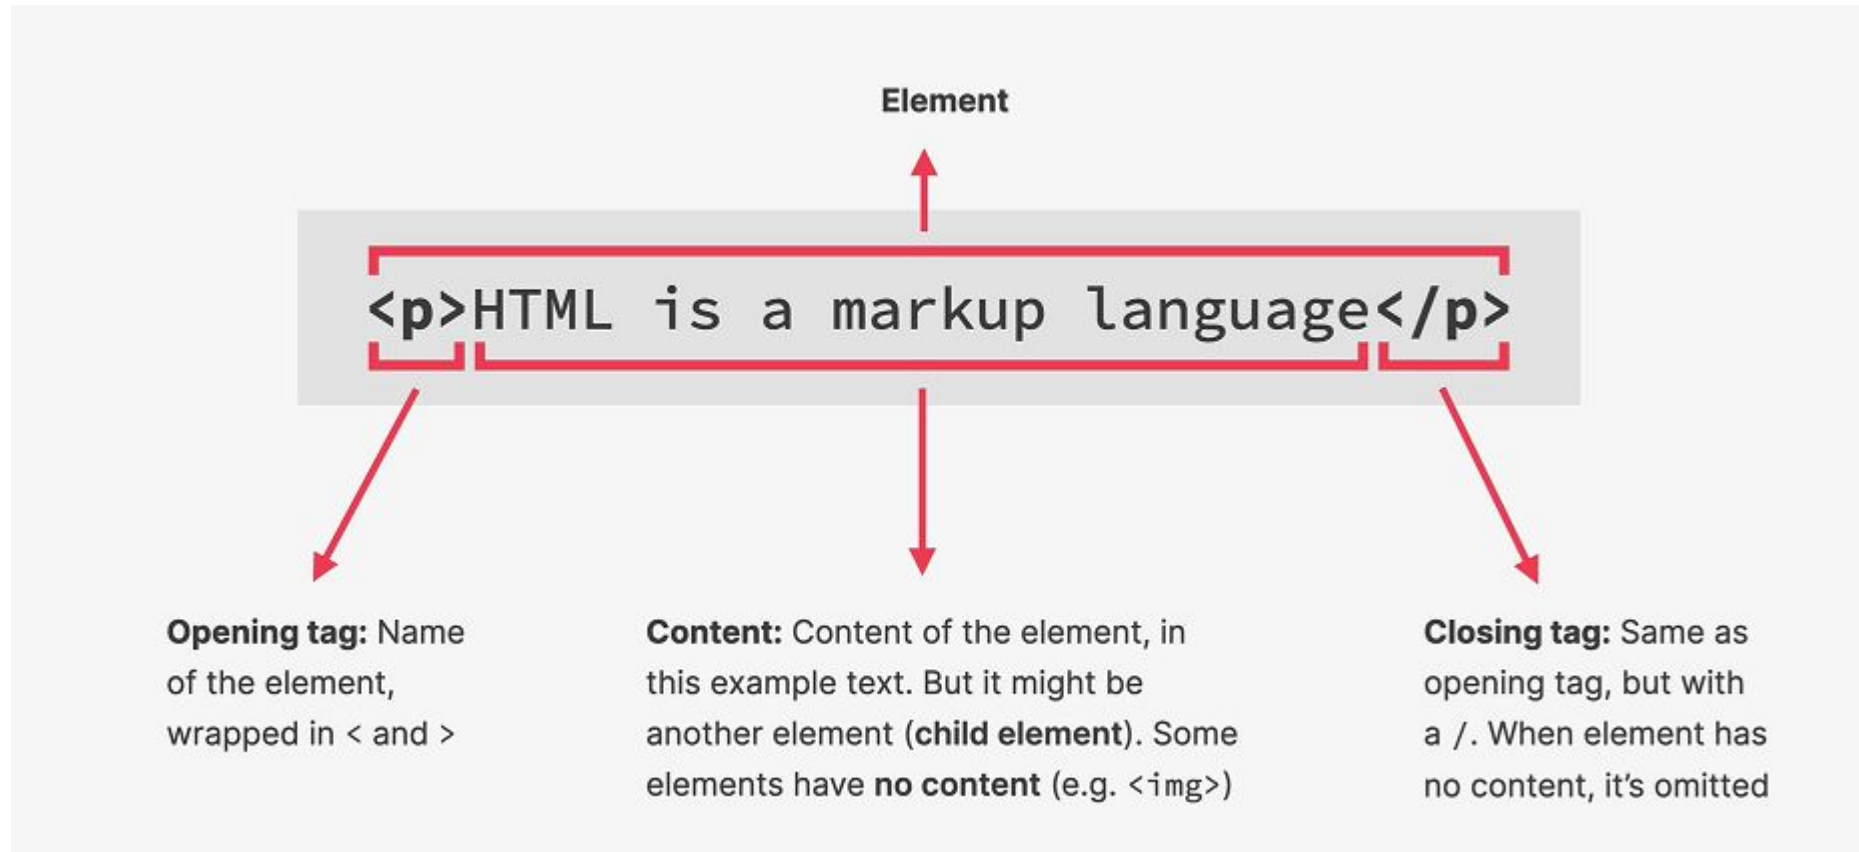 Element
<p>HTML is a markup language</p>
Opening tag: Name
of the element,
wrapped in < and >
Content: Content of the element, in
this example text. But it might be
another element (child element). Some
elements have no content (e.g. <img>)
Closing tag: Same as
opening tag, but with
a /. When element has
no content, it’s omitted